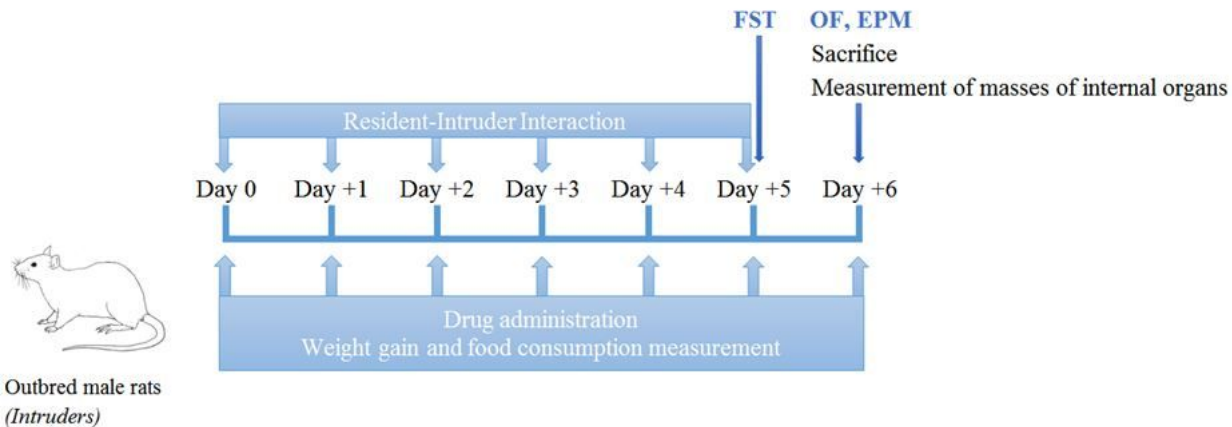 FST OF, EPM
Sacrifice
Measurement of masses of internal organs
Resident-Intruder Interaction
Day 0 Day +1 Day +2 Day +3 Day +4 Day +5 Day +6
Drug administration
Weight gain and food consumption measurement
Outbred male rats
(Intruders)